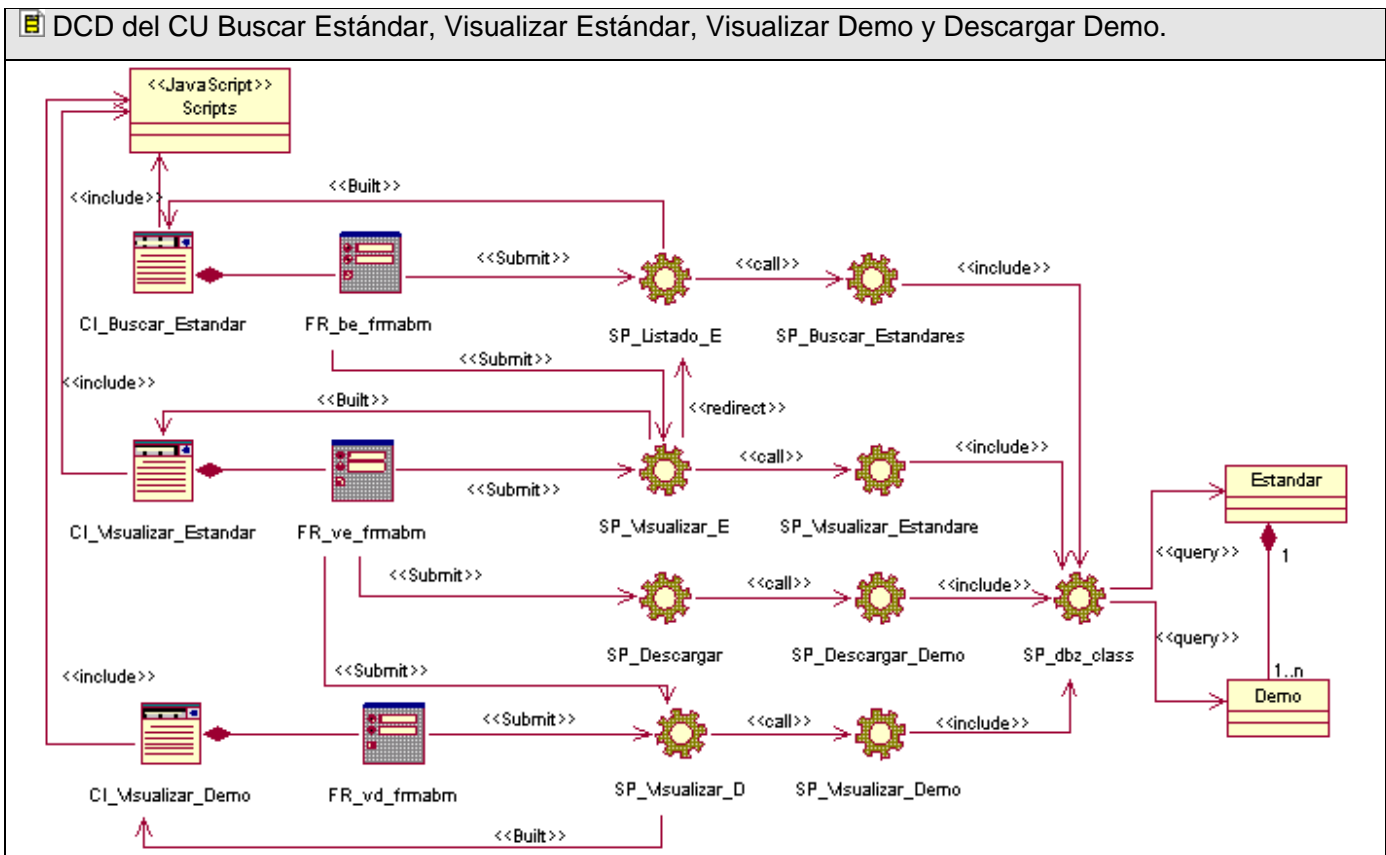 DCD del CU Buscar Estándar, Visualizar Estándar, Visualizar Demo y Descargar Demo.
<<JavaScript>>
Scripts
<<include>>
<<Built>>
<<Submit>>
<<call>>
<<include>>
CI_Buscar_Estandar
FR_be_frmabm
SP_Listado_E
SP_Buscar_Estandares
<<Submit>>
<<include>>
<<Built>>
<<redirect>>
<<call>>
<<include>>
<<Submit>>
Estandar
CI_Visualizar_Estandar
FR_ve_frmabm
SP_Visualizar_E
SP_Visualizar_Estandare
<<query>>
1
<<Submit>>
<<call>>
<<include>>
<<query>>
SP_Descargar
SP_Descargar_Demo
SP_dbz_class
<<include>>
<<Submit>>
1..n
Demo
<<Submit>>
<<call>>
<<include>>
CI_Visualizar_Demo
FR_vd_frmabm
SP_Visualizar_D
SP_Visualizar_Demo
<<Built>>